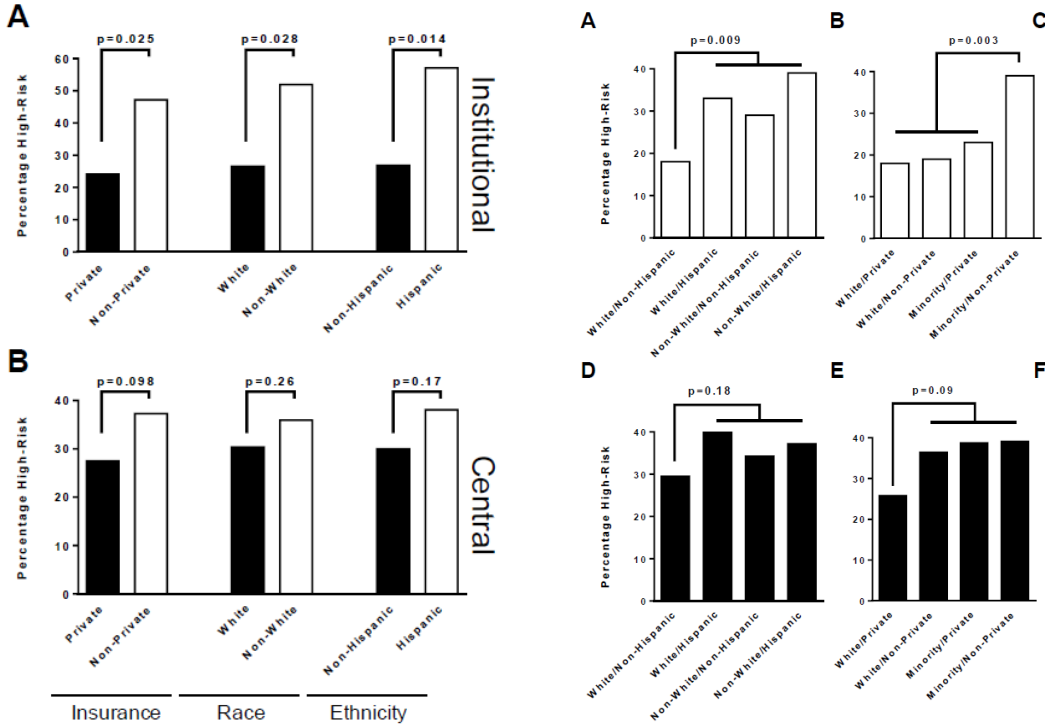 A
p=0.025
p=0.028
p=0.014
Percentage High-Risk
60
50
40
30
20
10
0
Private
Non-Private
White
Non-White
Non-Hispanic
Hispanic
Institutional
B
p=0.098
p=0.26
p=0.17
Percentage High-Risk
40
30
20
10
0
Private
Non-Private
White
Non-White
Non-Hispanic
Hispanic
Central
Insurance
Race
Ethnicity
A
p=0.009
Percentage High-Risk
40
30
20
10
0
White/Non-Hispanic
White/Hispanic
Non-White/Non-Hispanic
Non-White/Hispanic
B
C
p=0.003
40
30
20
10
0
White/Private
White/Non-Private
Minority/Private
Minority/Non-Private
D
p=0.18
Percentage High-Risk
40
30
20
10
0
White/Non-Hispanic
White/Hispanic
Non-White/Non-Hispanic
Non-White/Hispanic
E
F
p=0.09
40
30
20
10
0
White/Private
White/Non-Private
Minority/Private
Minority/Non-Private